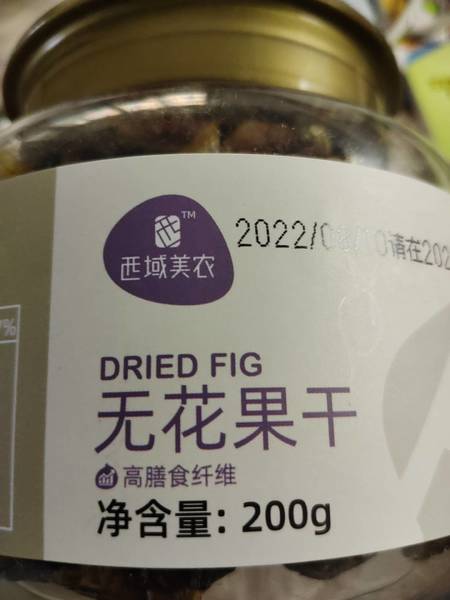 TM
西域美农
请在202
7%
DRIED FIG
无花果干
高膳食纤维
净含量: 200g